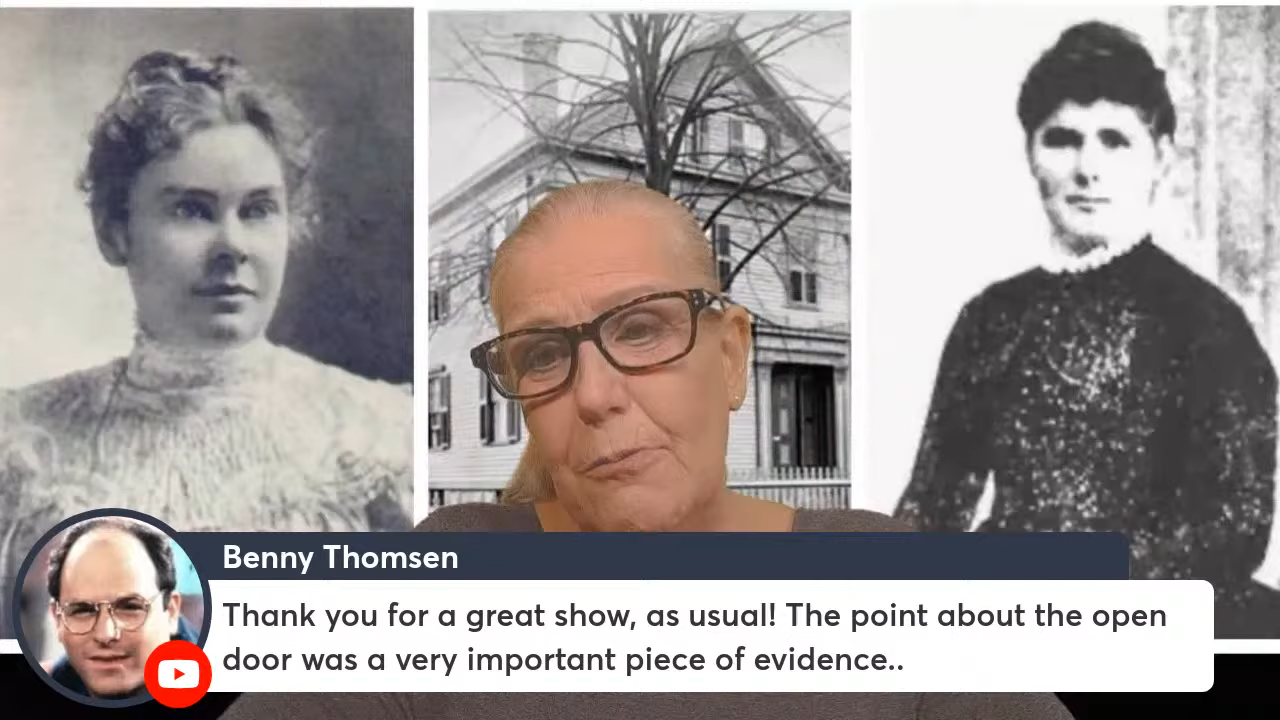 Benny Thomsen
Thank you for a great show, as usual! The point about the open
door was a very important piece of evidence..